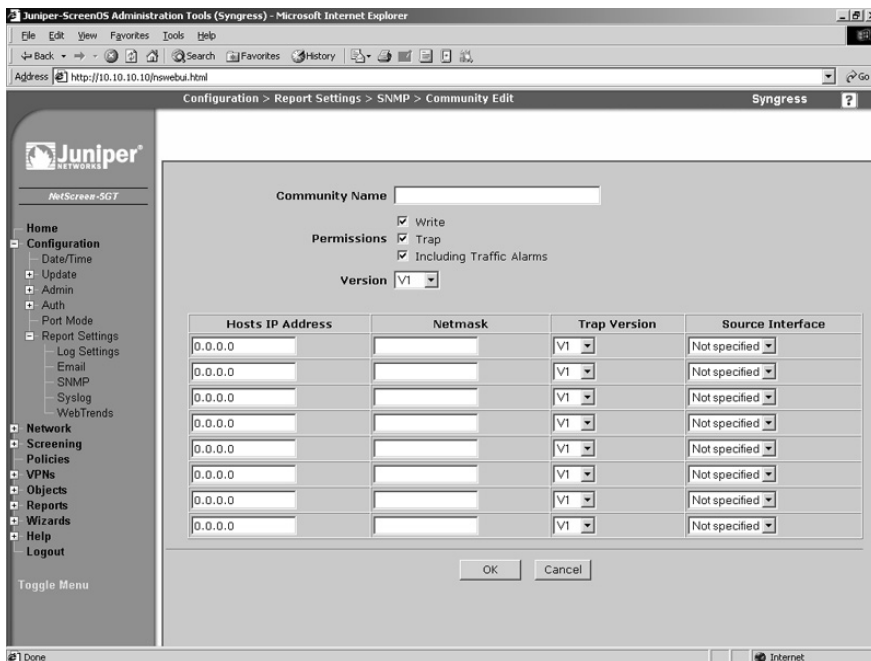 Juniper-ScreenOS Administration Tools (Syngress) - Microsoft Internet Explorer
File Edit View Favorites Tools Help
Back Search Favorites History
Address http://10.10.10.10/nswebui.html Go
Configuration > Report Settings > SNMP > Community Edit Syngress ?
Juniper
NETWORKS
NetScreen-5GT
Home
Configuration
Date/Time
Update
Admin
Auth
Port Mode
Report Settings
Log Settings
Email
SNMP
Syslog
WebTrends
Network
Screening
Policies
VPNs
Objects
Reports
Wizards
Help
Logout
Toggle Menu
Community Name
Permissions
Write
Trap
Including Traffic Alarms
Version V1
Hosts IP Address Netmask Trap Version Source Interface
0.0.0.0 V1 Not specified
0.0.0.0 V1 Not specified
0.0.0.0 V1 Not specified
0.0.0.0 V1 Not specified
0.0.0.0 V1 Not specified
0.0.0.0 V1 Not specified
0.0.0.0 V1 Not specified
0.0.0.0 V1 Not specified
OK Cancel
Done Internet